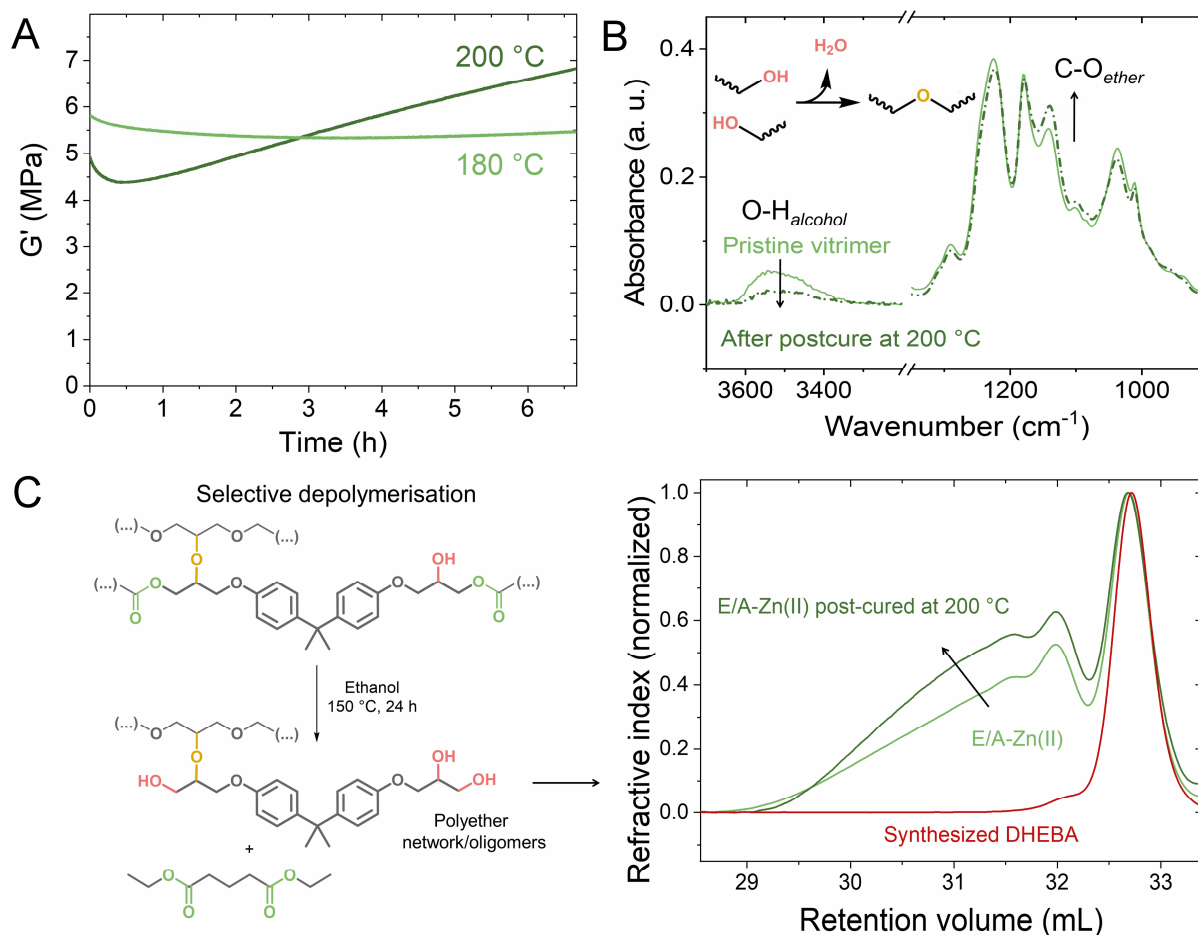 A
G' (MPa)
7
6
5
4
3
2
1
0
200 °C
180 °C
0 1 2 3 4 5 6
Time (h)
B
Absorbance (a. u.)
0.4
0.2
0.0
H₂O
OH
HO
O
C-Oether
O-Halcohol
Pristine vitrimer
After postcure at 200 °C
3600 3400 1200 1000
Wavenumber (cm⁻¹)
C
Selective depolymerisation
(...) O O (...)
O
(...) O O O OH O (...)
O O
Ethanol
150 °C, 24 h
(...) O O (...)
O
HO O O OH OH
Polyether
network/oligomers
+
O O
O O
Refractive index (normalized)
1.0
0.8
0.6
0.4
0.2
0.0
E/A-Zn(II) post-cured at 200 °C
E/A-Zn(II)
Synthesized DHEBA
29 30 31 32 33
Retention volume (mL)